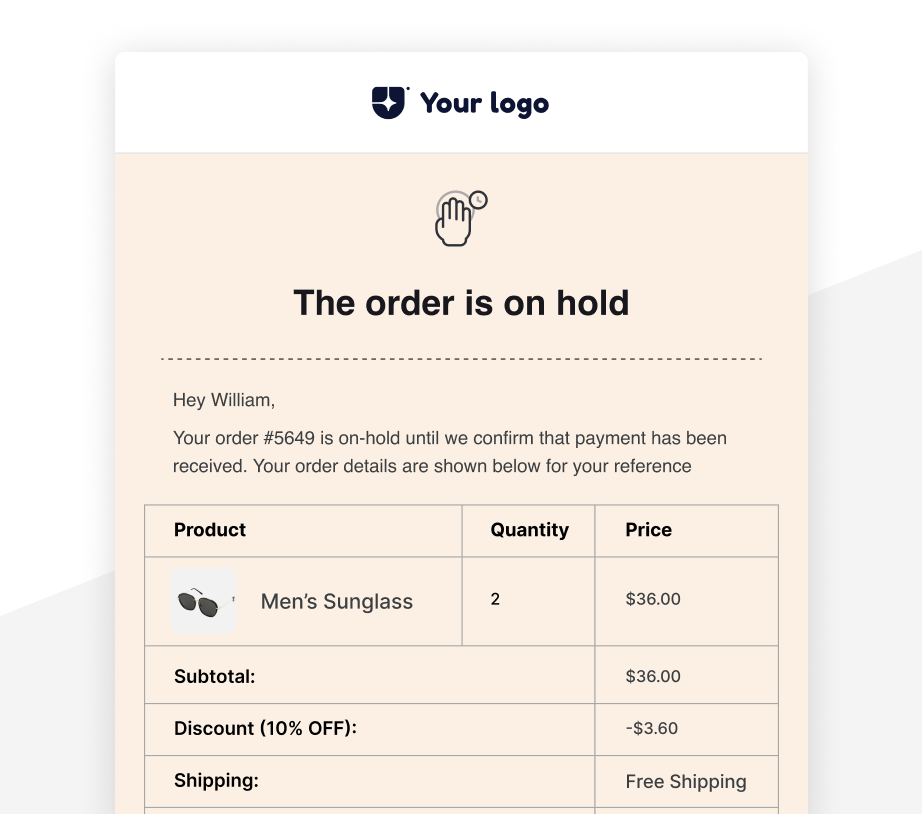 Your logo
The order is on hold
Hey William,
Your order #5649 is on-hold until we confirm that payment has been
received. Your order details are shown below for your reference
Product Quantity Price
Men’s Sunglass 2 $36.00
Subtotal: $36.00
Discount (10% OFF): -$3.60
Shipping: Free Shipping